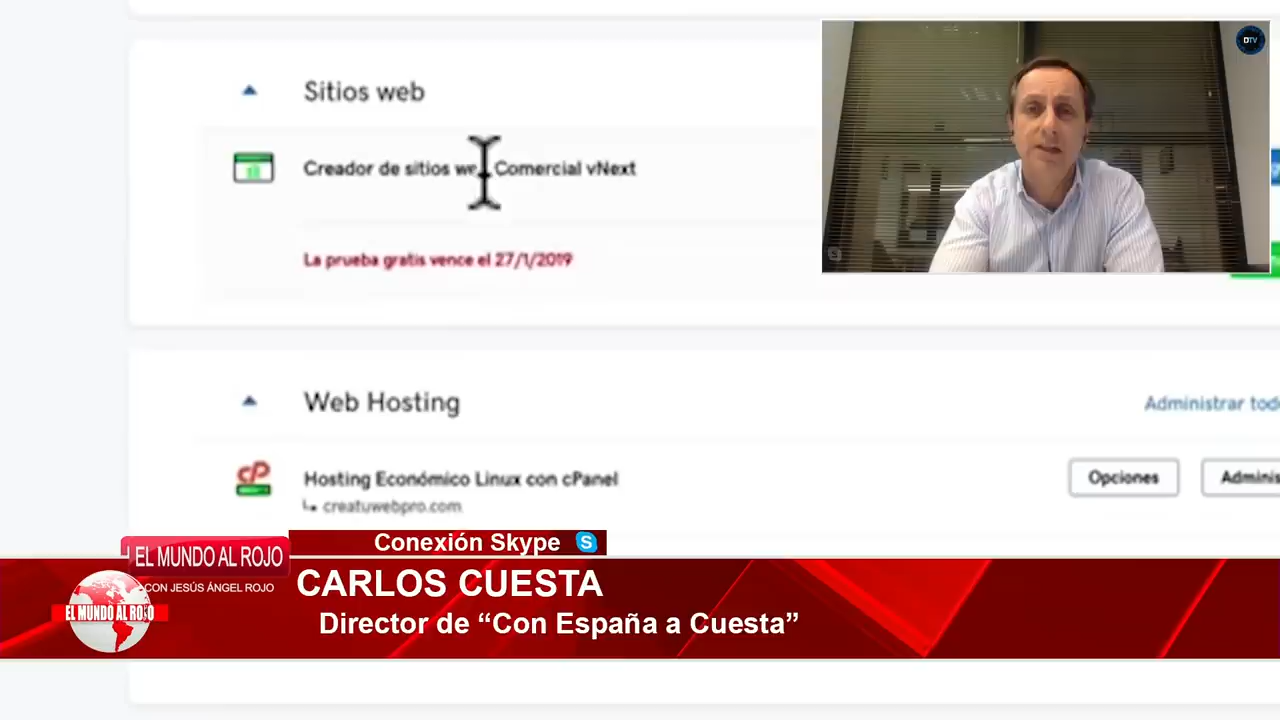 Sitios web
Creador de sitios we Comercial vNext
La prueba gratis vence el 27/1/2019
Web Hosting
Administrar tod
Hosting Económico Linux con cPanel
creatuwebpro.com
Opciones
Adminis
DTV
Conexión Skype
EL MUNDO AL ROJO
CON JESÚS ÁNGEL ROJO
EL MUNDO AL ROJO
CARLOS CUESTA
Director de “Con España a Cuesta”